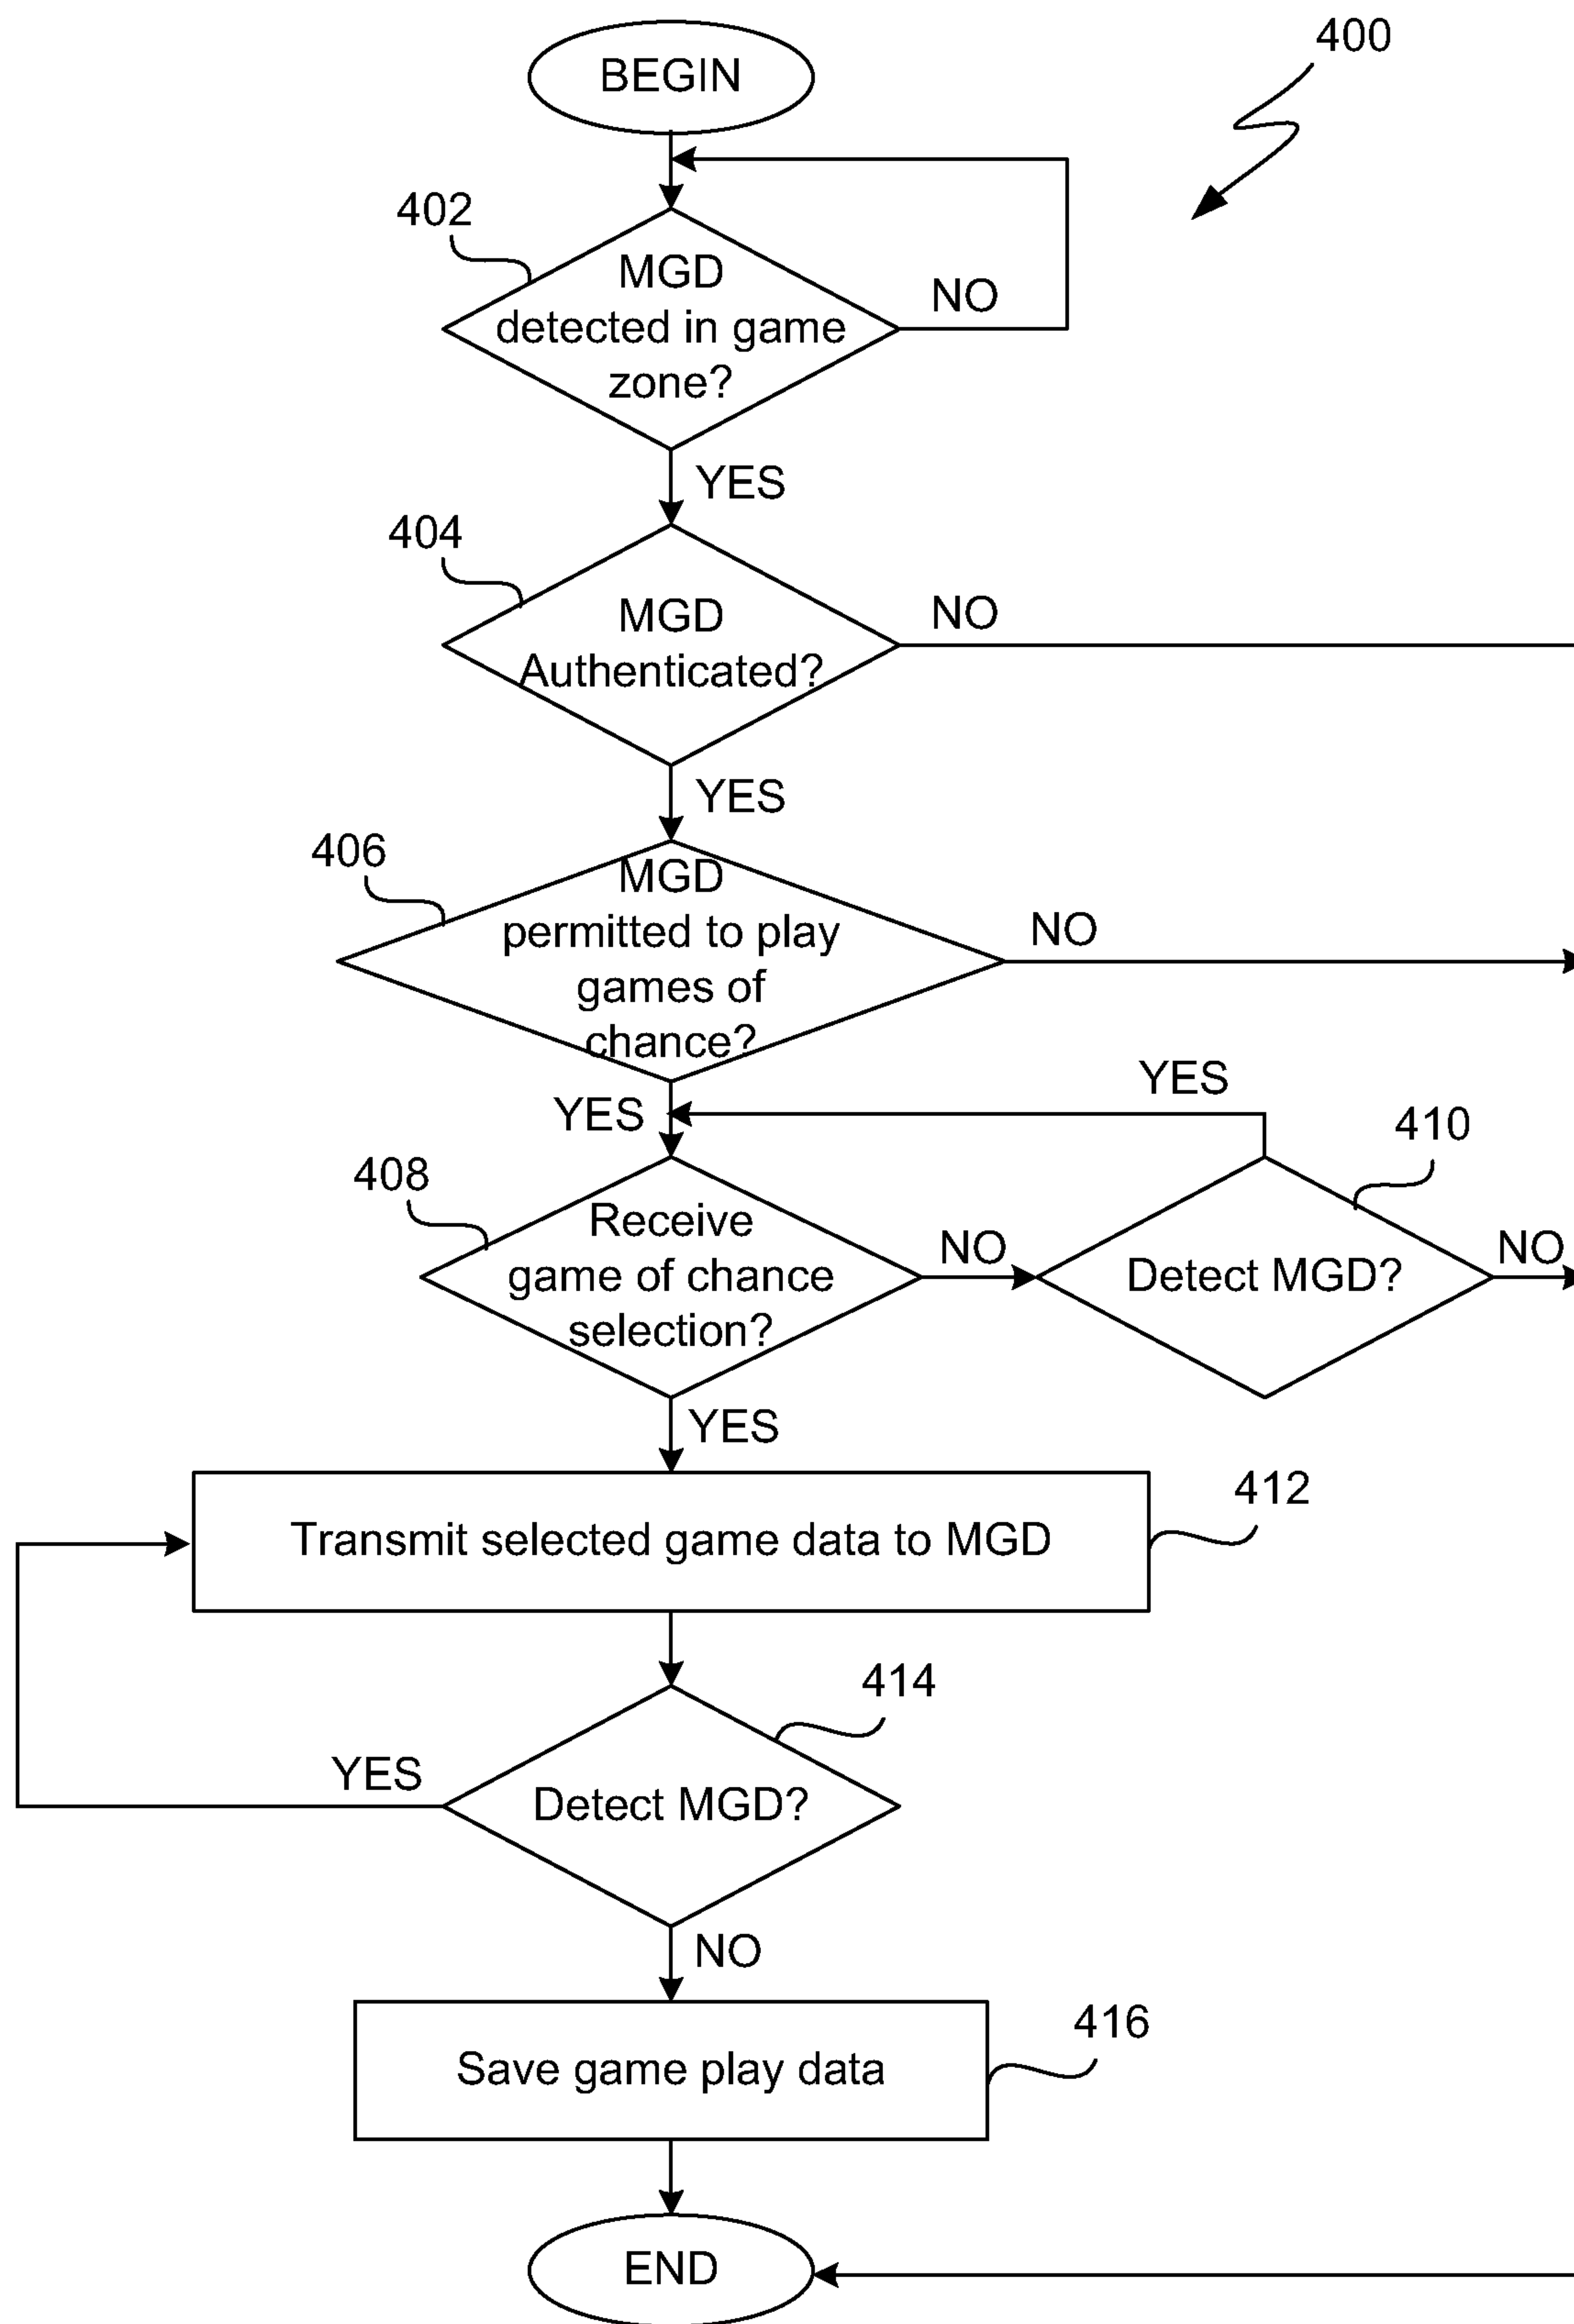 400
BEGIN
402
MGD
detected in game
zone?
NO
YES
404
MGD
Authenticated?
NO
YES
406
MGD
permitted to play
games of
chance?
NO
YES
YES
410
408
Receive
game of chance
selection?
NO
Detect MGD?
NO
YES
412
Transmit selected game data to MGD
414
YES
Detect MGD?
NO
416
Save game play data
END